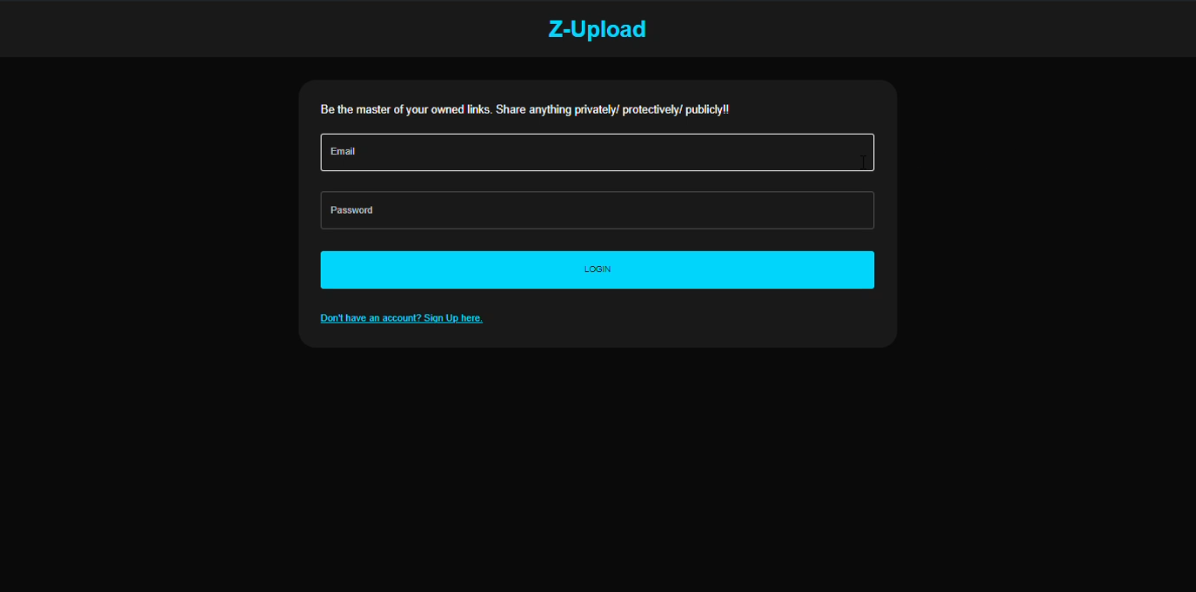 Z-Upload
Be the master of your owned links. Share anything privately/ protectively/ publicly!!
Email
Password
LOGIN
Don't have an account? Sign Up here.